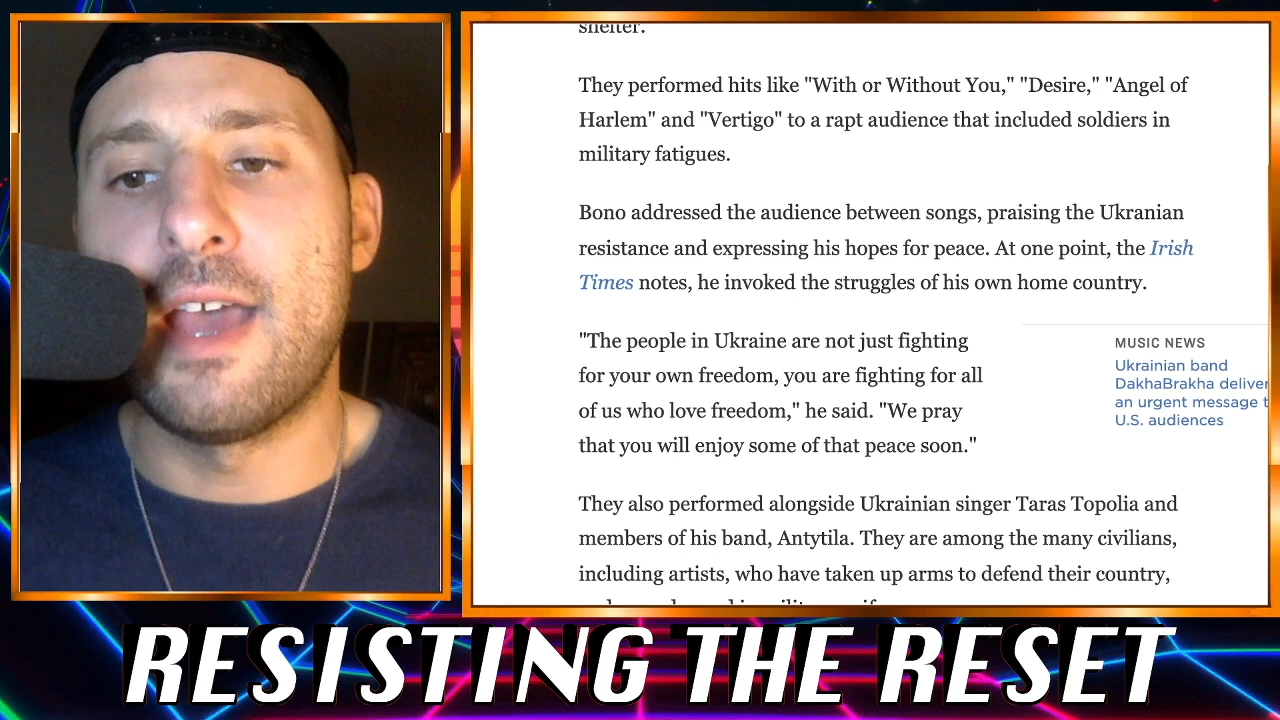 shelter.
They performed hits like "With or Without You," "Desire," "Angel of
Harlem" and "Vertigo" to a rapt audience that included soldiers in
military fatigues.
Bono addressed the audience between songs, praising the Ukranian
resistance and expressing his hopes for peace. At one point, the Irish
Times notes, he invoked the struggles of his own home country.
"The people in Ukraine are not just fighting
for your own freedom, you are fighting for all
of us who love freedom," he said. "We pray
that you will enjoy some of that peace soon."
MUSIC NEWS
Ukrainian band
DakhaBrakha deliver
an urgent message t
U.S. audiences
They also performed alongside Ukrainian singer Taras Topolia and
members of his band, Antytila. They are among the many civilians,
including artists, who have taken up arms to defend their country,
RESISTING THE RESET